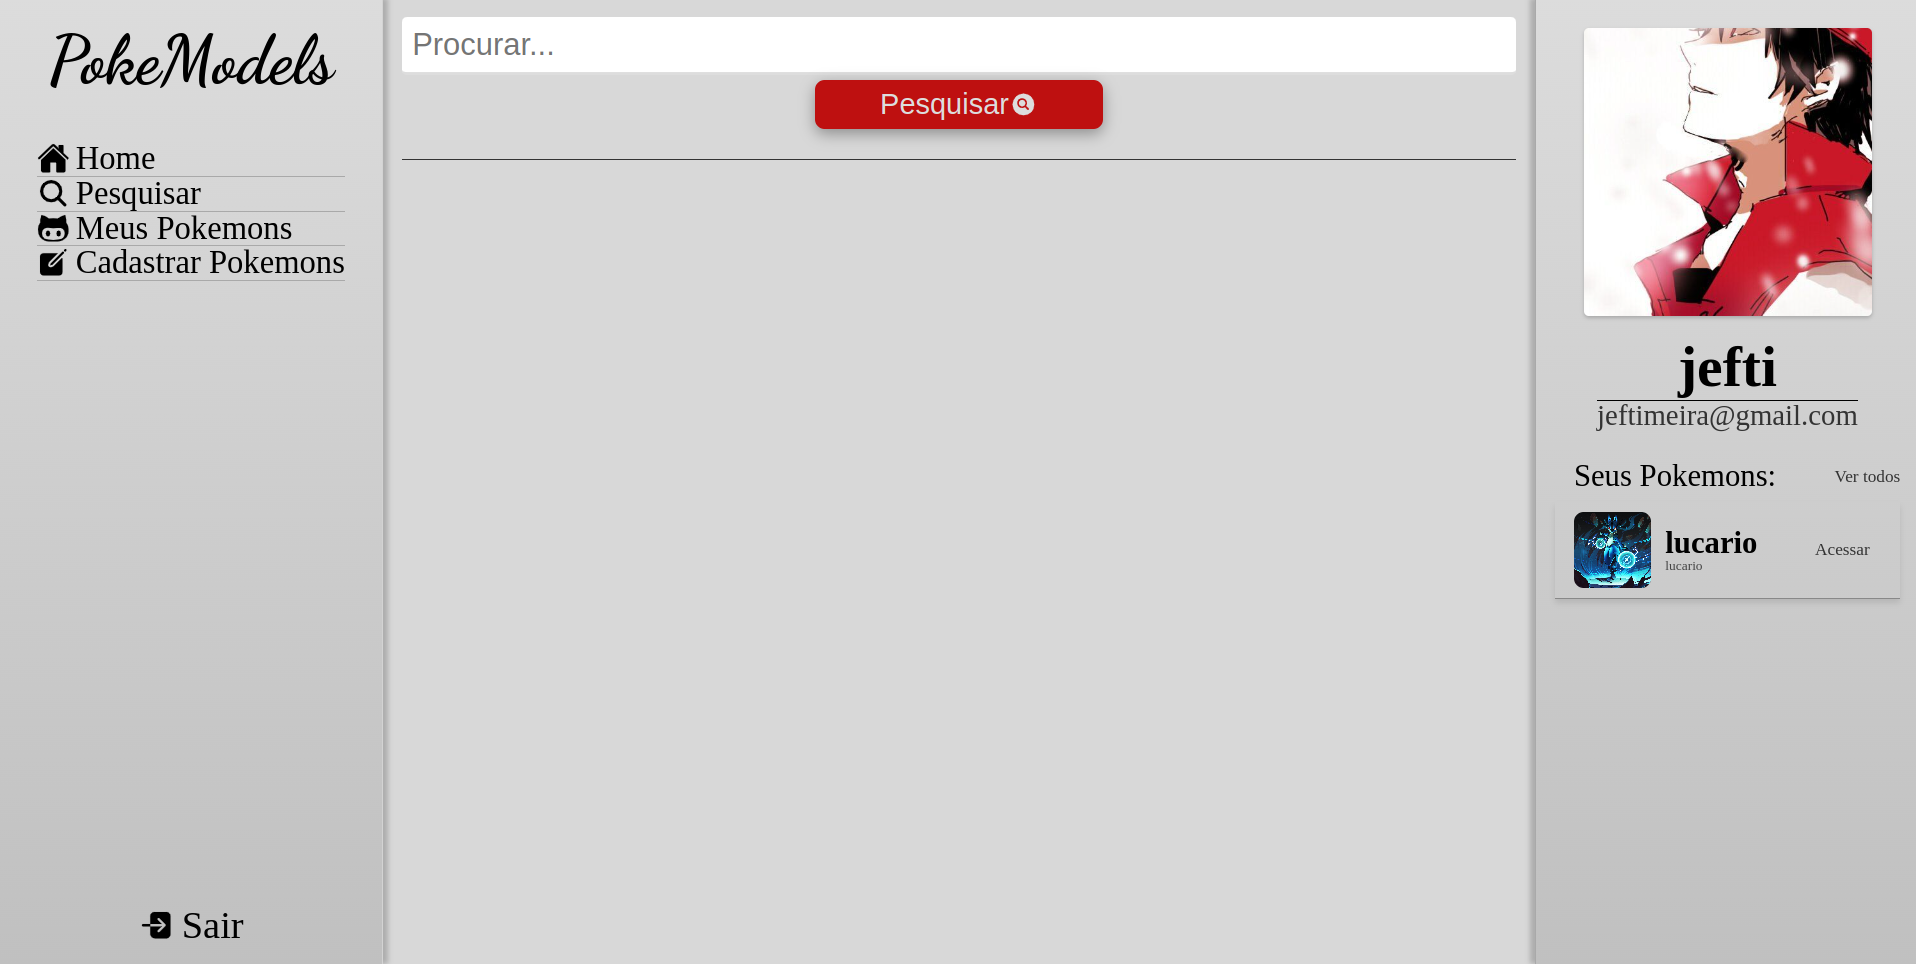 PokeModels
Home
Pesquisar
Meus Pokemons
Cadastrar Pokemons
Sair
Procurar...
Pesquisar
jefti
jeftimeira@gmail.com
Seus Pokemons:
Ver todos
lucario
lucario
Acessar